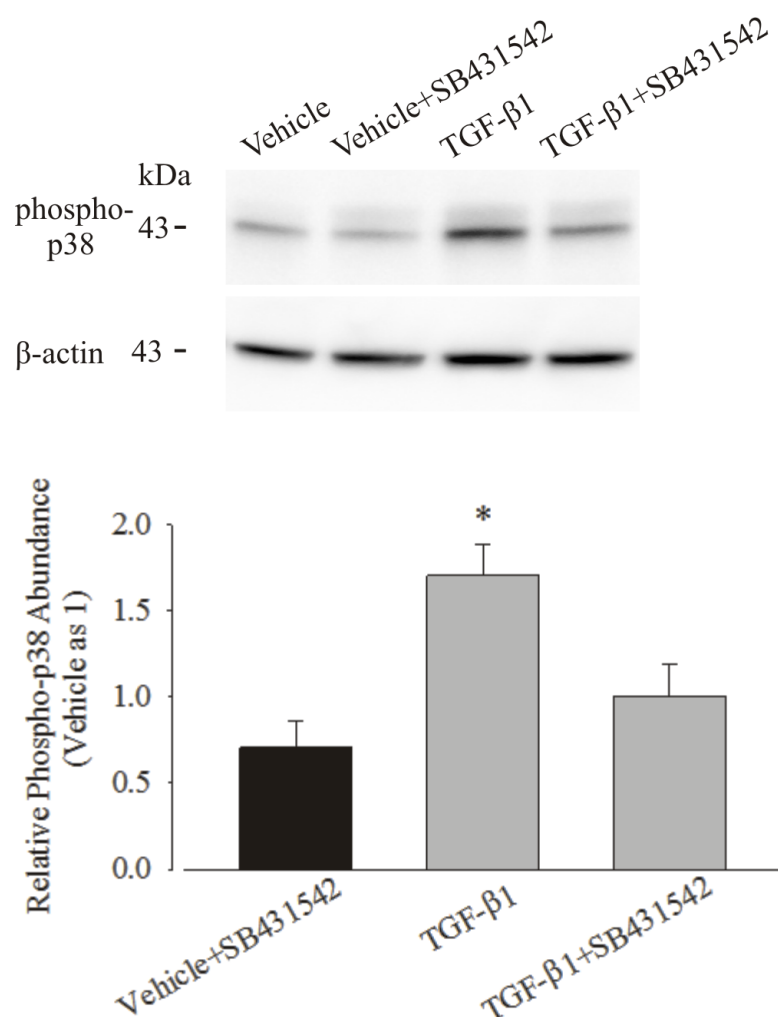 Vehicle
Vehicle+SB431542
TGF-β1
TGF-β1+SB431542
kDa
phospho-
p38
43 -
β-actin
43 -
Relative Phospho-p38 Abundance
(Vehicle as 1)
2.0
1.5
1.0
0.5
0.0
*
Vehicle+SB431542
TGF-β1
TGF-β1+SB431542